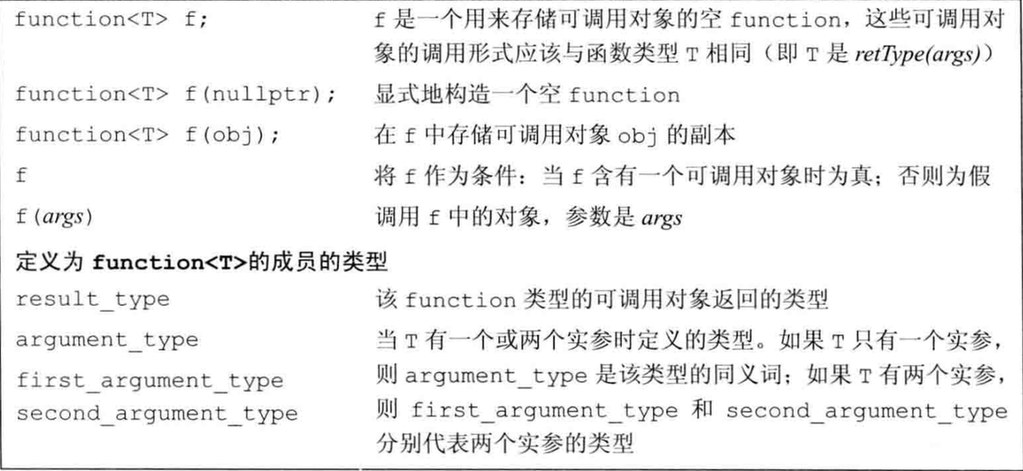 function<T> f; f 是一个用来存储可调用对象的空 function，这些可调用对
象的调用形式应该与函数类型 T 相同（即 T 是 retType(args)）
function<T> f(nullptr); 显式地构造一个空 function
function<T> f(obj); 在 f 中存储可调用对象 obj 的副本
f 将 f 作为条件：当 f 含有一个可调用对象时为真；否则为假
f(args) 调用 f 中的对象，参数是 args
定义为 function<T>的成员的类型
result_type 该 function 类型的可调用对象返回的类型
argument_type 当 T 有一个或两个实参时定义的类型。如果 T 只有一个实参，
first_argument_type 则 argument_type 是该类型的同义词；如果 T 有两个实参，
second_argument_type 则 first_argument_type 和 second_argument_type
分别代表两个实参的类型